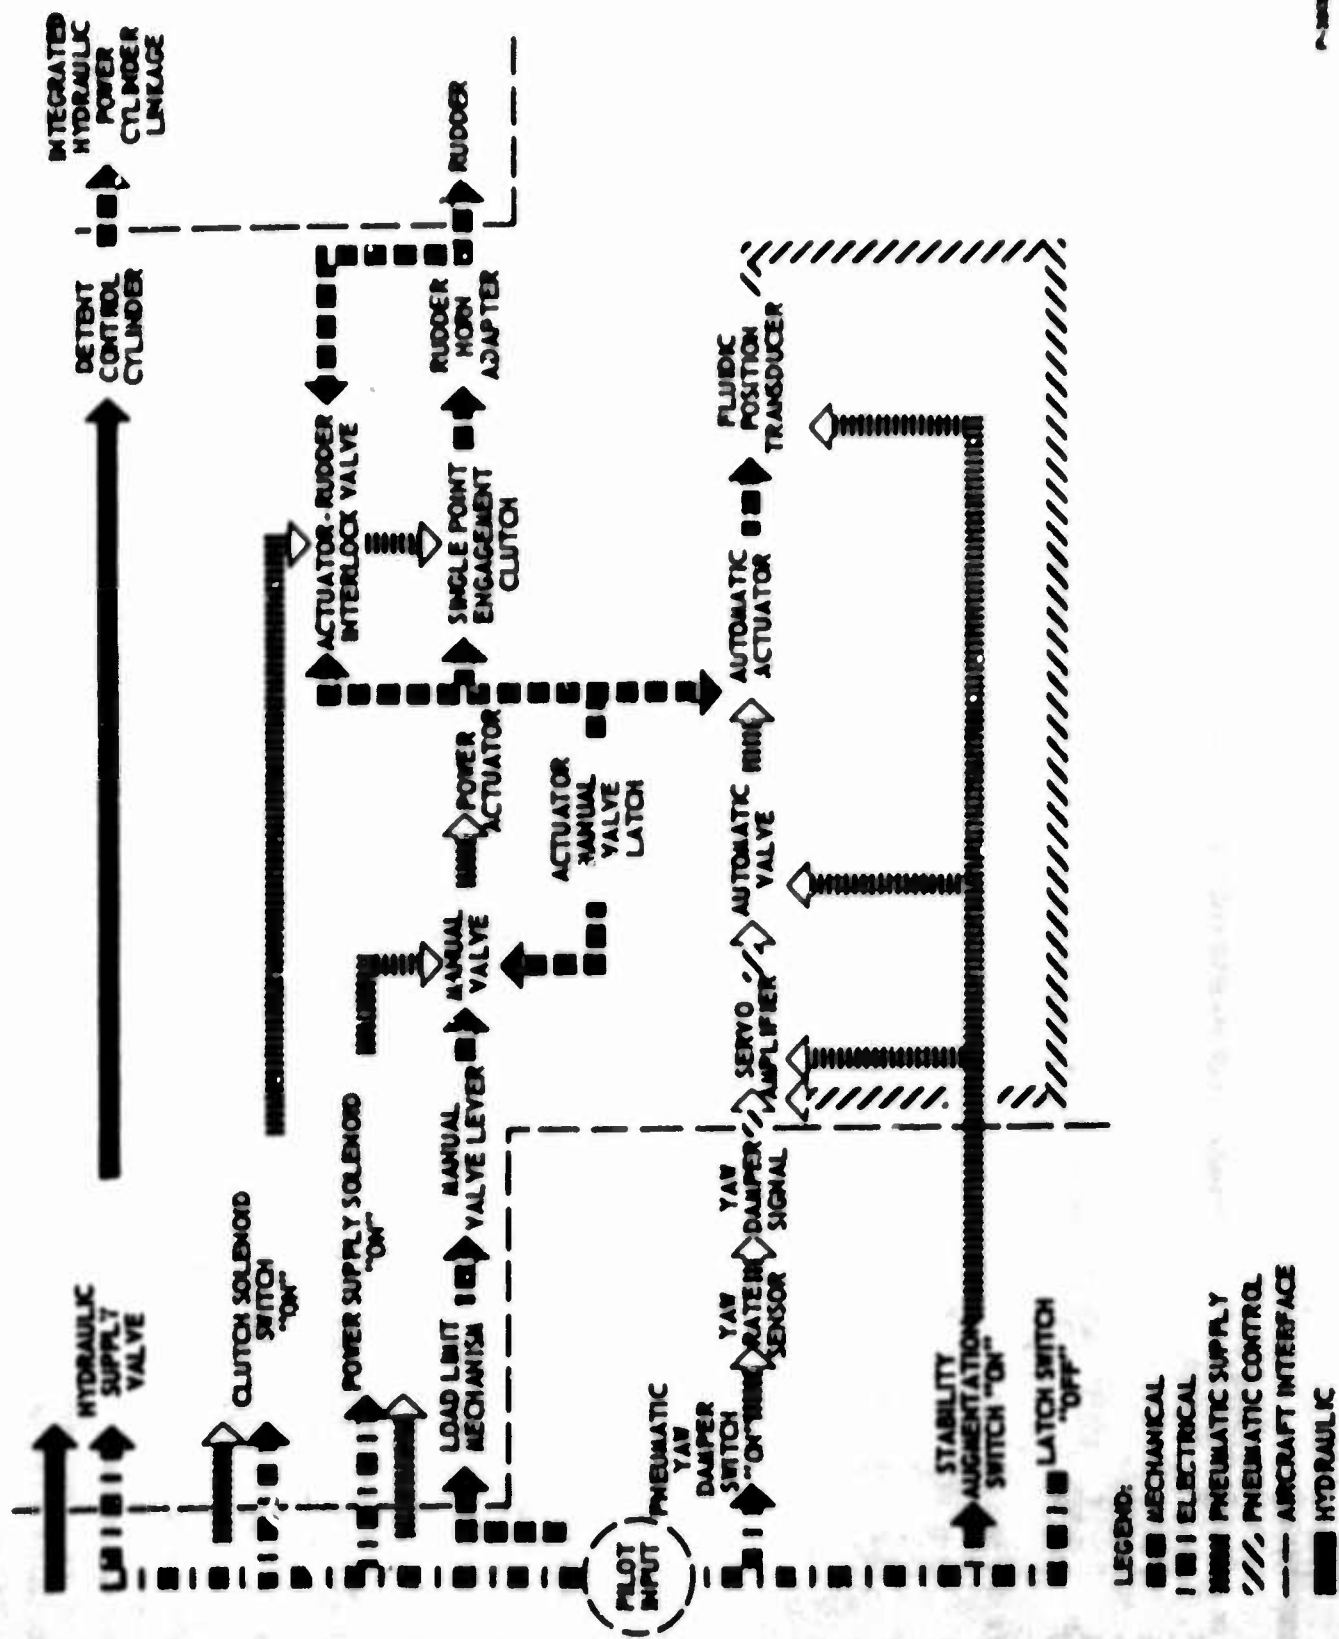 HYDRAULIC
SUPPLY
VALVE
DETENT
CONTROL
CYLINDER
INTEGRATED
HYDRAULIC
POWER
CYLINDER
LINKAGE
CLUTCH SOLENOID
SWITCH
"ON"
ACTUATOR-RUDDER
INTERLOCK VALVE
POWER SUPPLY SOLENOID
"ON"
LOAD LIMIT
MECHANISM
MANUAL
VALVE LEVER
MANUAL
VALVE
POWER
ACTUATOR
SINGLE POINT
ENGAGEMENT
CLUTCH
RUDDER
HORN
ADAPTER
RUDDER
ACTUATOR
MANUAL
VALVE
LATCH
PILOT
INPUT
PNEUMATIC
YAW
DAMPER
SWITCH
"ON"
YAW
RATE
SENSOR
YAW
DAMPER
SIGNAL
SERVO
AMPLIFIER
AUTOMATIC
VALVE
AUTOMATIC
ACTUATOR
FLUIDIC
POSITION
TRANSDUCER
STABILITY
AUGMENTATION
SWITCH "ON"
LATCH SWITCH
"OFF"
LEGEND:
MECHANICAL
ELECTRICAL
PNEUMATIC SUPPLY
PNEUMATIC CONTROL
AIRCRAFT INTERFACE
HYDRAULIC